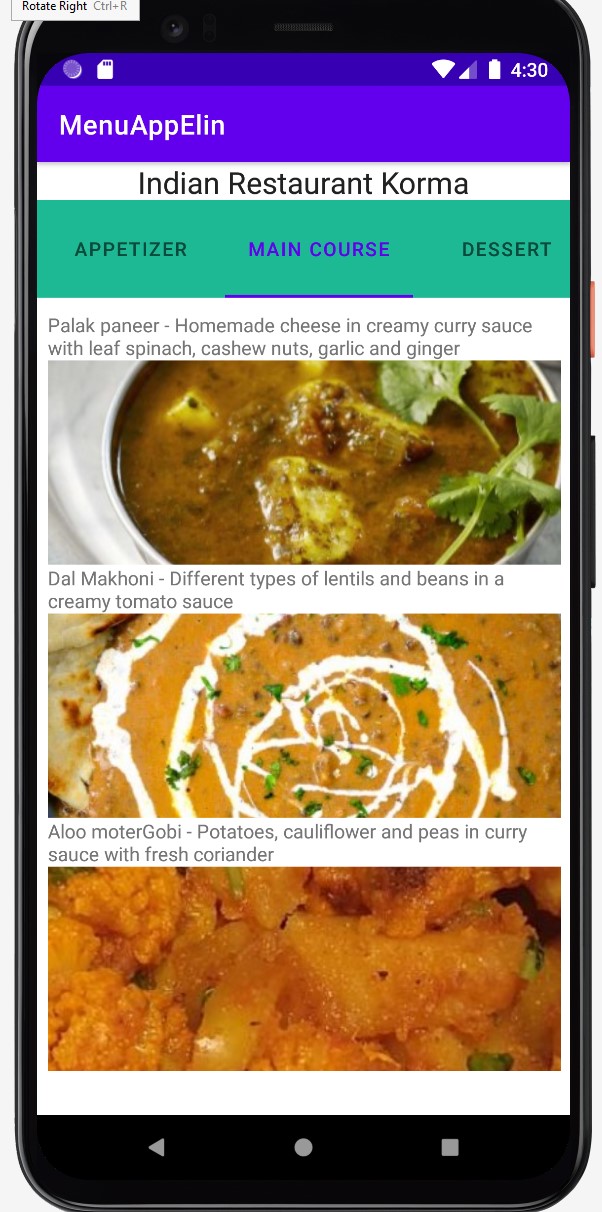 Rotate Right Ctrl+R
4:30
MenuAppElin
Indian Restaurant Korma
APPETIZER MAIN COURSE DESSERT
Palak paneer - Homemade cheese in creamy curry sauce
with leaf spinach, cashew nuts, garlic and ginger
Dal Makhoni - Different types of lentils and beans in a
creamy tomato sauce
Aloo moterGobi - Potatoes, cauliflower and peas in curry
sauce with fresh coriander